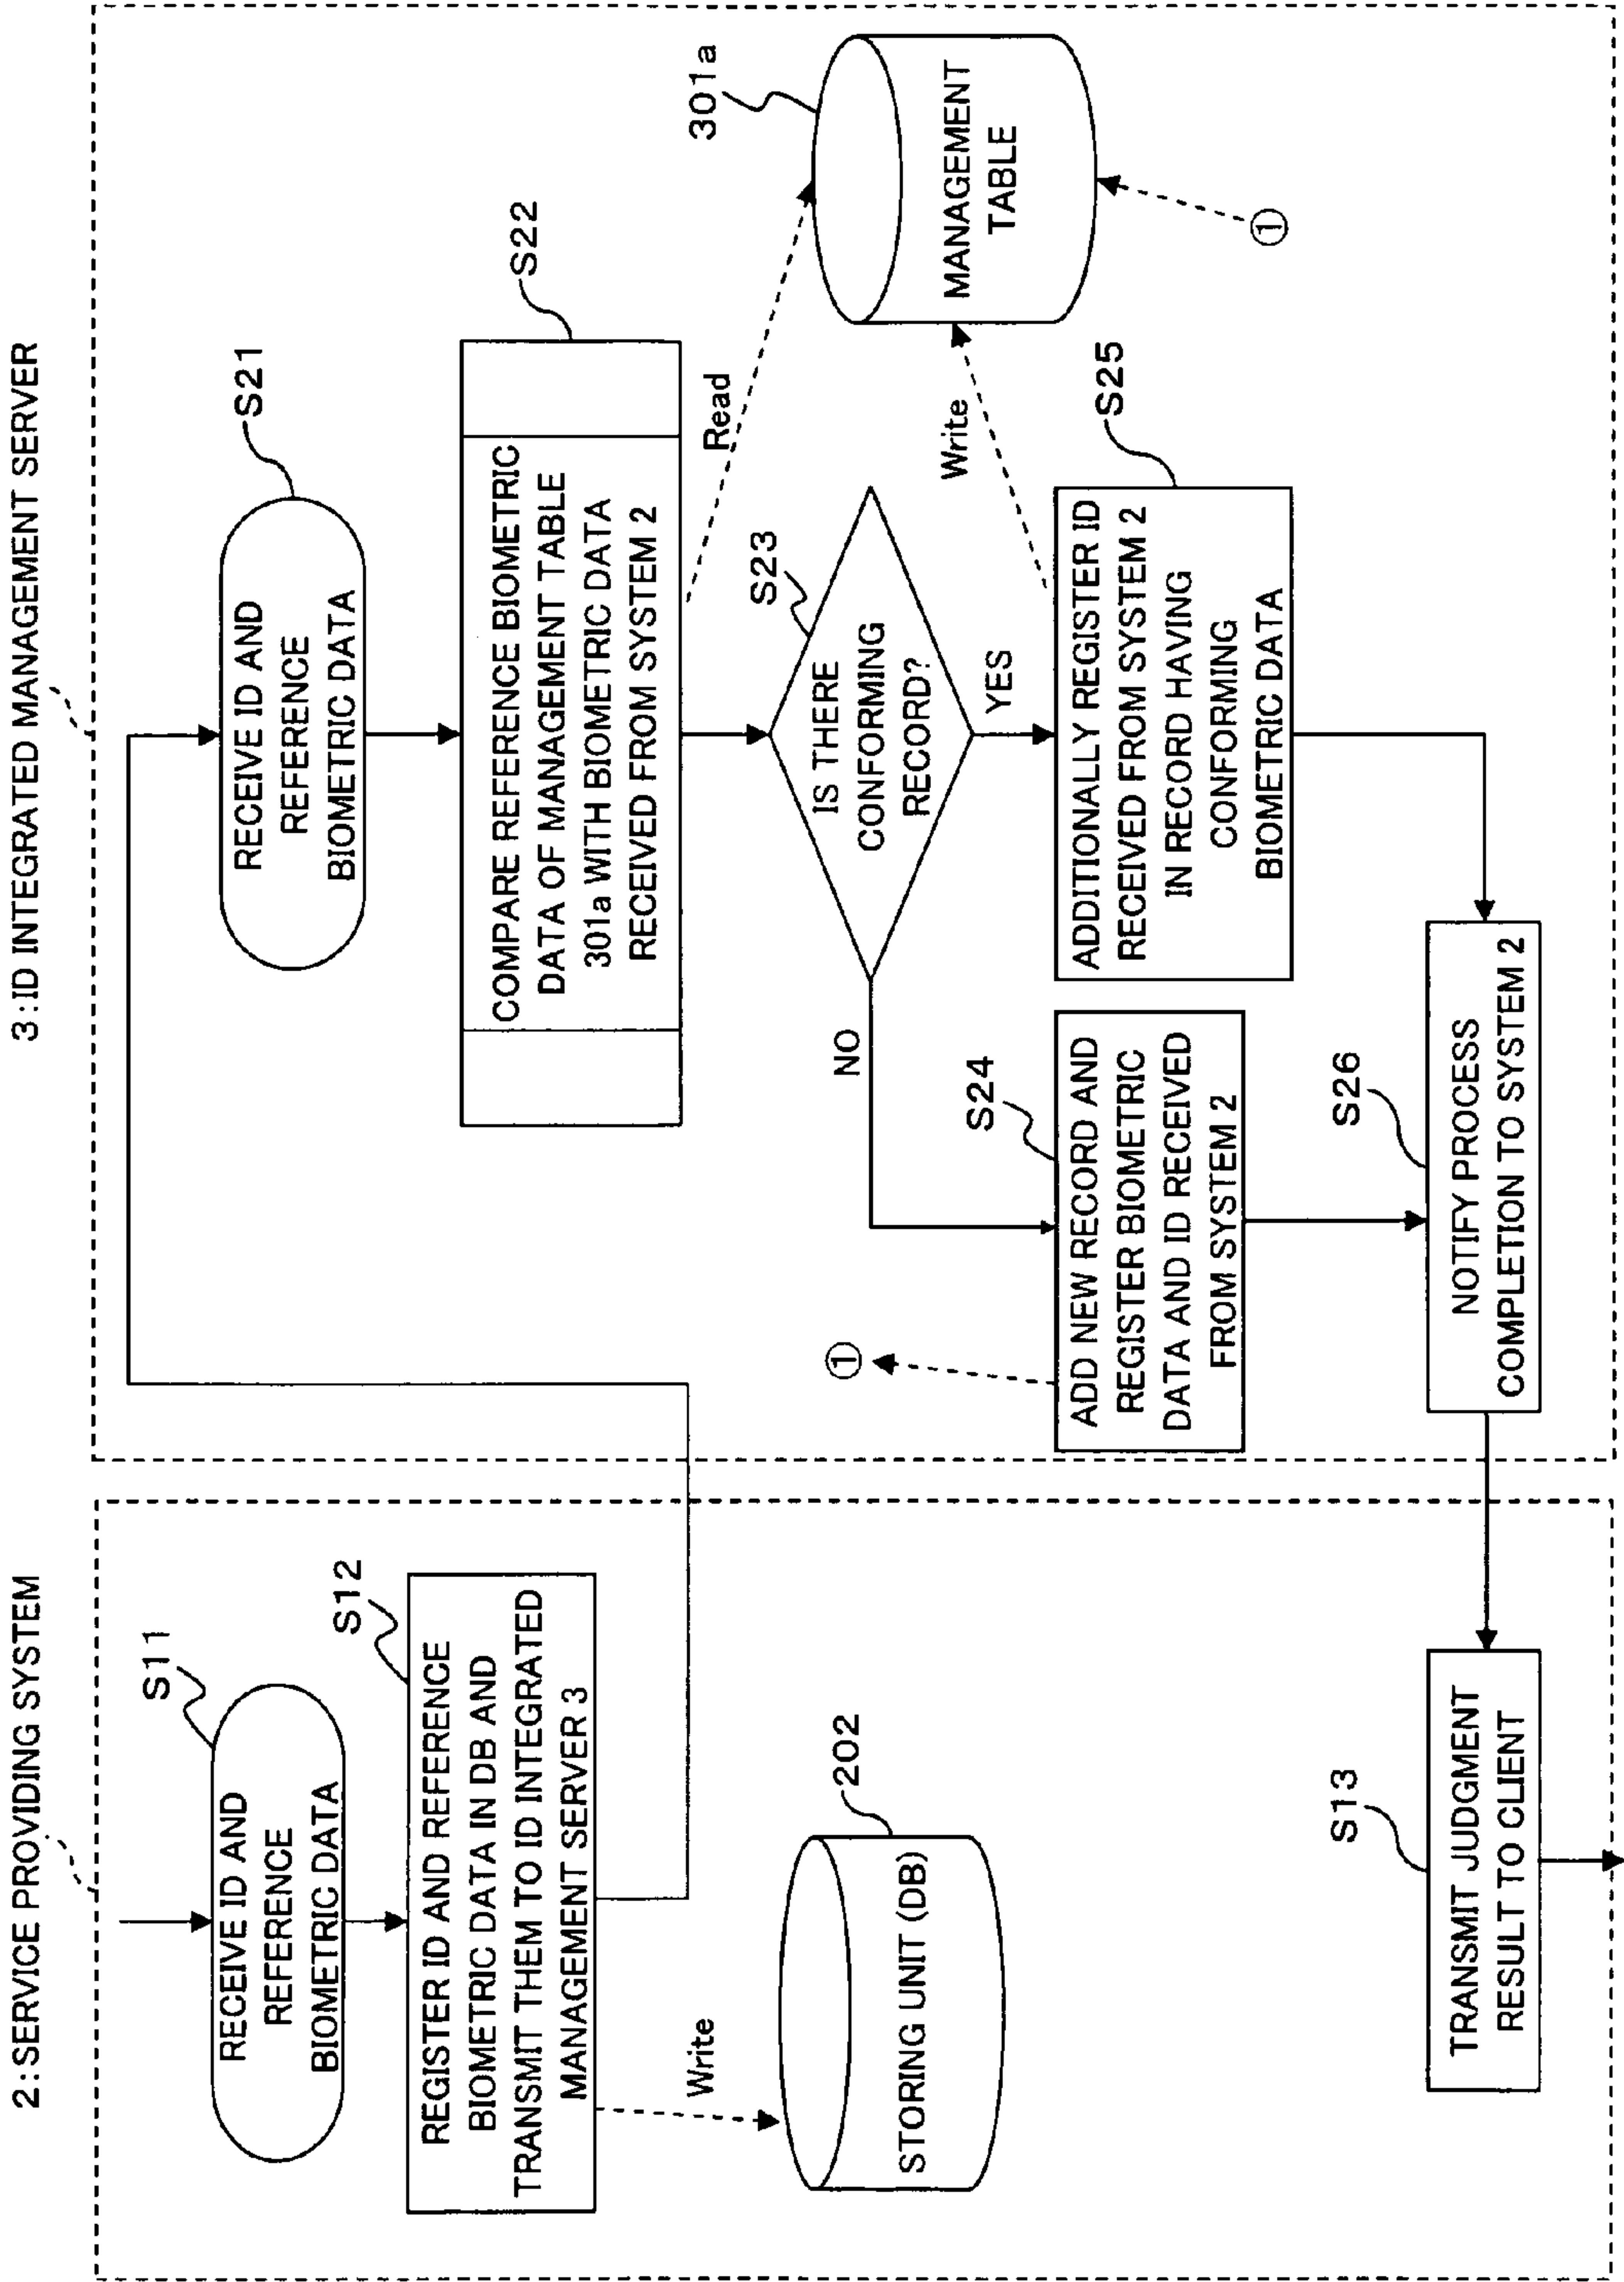 2:SERVICE PROVIDING SYSTEM
S11
RECEIVE ID AND
REFERENCE
BIOMETRIC DATA
S12
REGISTER ID AND REFERENCE
BIOMETRIC DATA IN DB AND
TRANSMIT THEM TO ID INTEGRATED
MANAGEMENT SERVER 3
Write
202
STORING UNIT (DB)
S13
TRANSMIT JUDGMENT
RESULT TO CLIENT
3:ID INTEGRATED MANAGEMENT SERVER
S21
RECEIVE ID AND
REFERENCE
BIOMETRIC DATA
S22
COMPARE REFERENCE BIOMETRIC
DATA OF MANAGEMENT TABLE
301a WITH BIOMETRIC DATA
RECEIVED FROM SYSTEM 2
Read
301a
MANAGEMENT
TABLE
①
S23
IS THERE
CONFORMING
RECORD?
NO
YES
Write
①
S24
ADD NEW RECORD AND
REGISTER BIOMETRIC
DATA AND ID RECEIVED
FROM SYSTEM 2
S25
ADDITIONALLY REGISTER ID
RECEIVED FROM SYSTEM 2
IN RECORD HAVING
CONFORMING
BIOMETRIC DATA
S26
NOTIFY PROCESS
COMPLETION TO SYSTEM 2